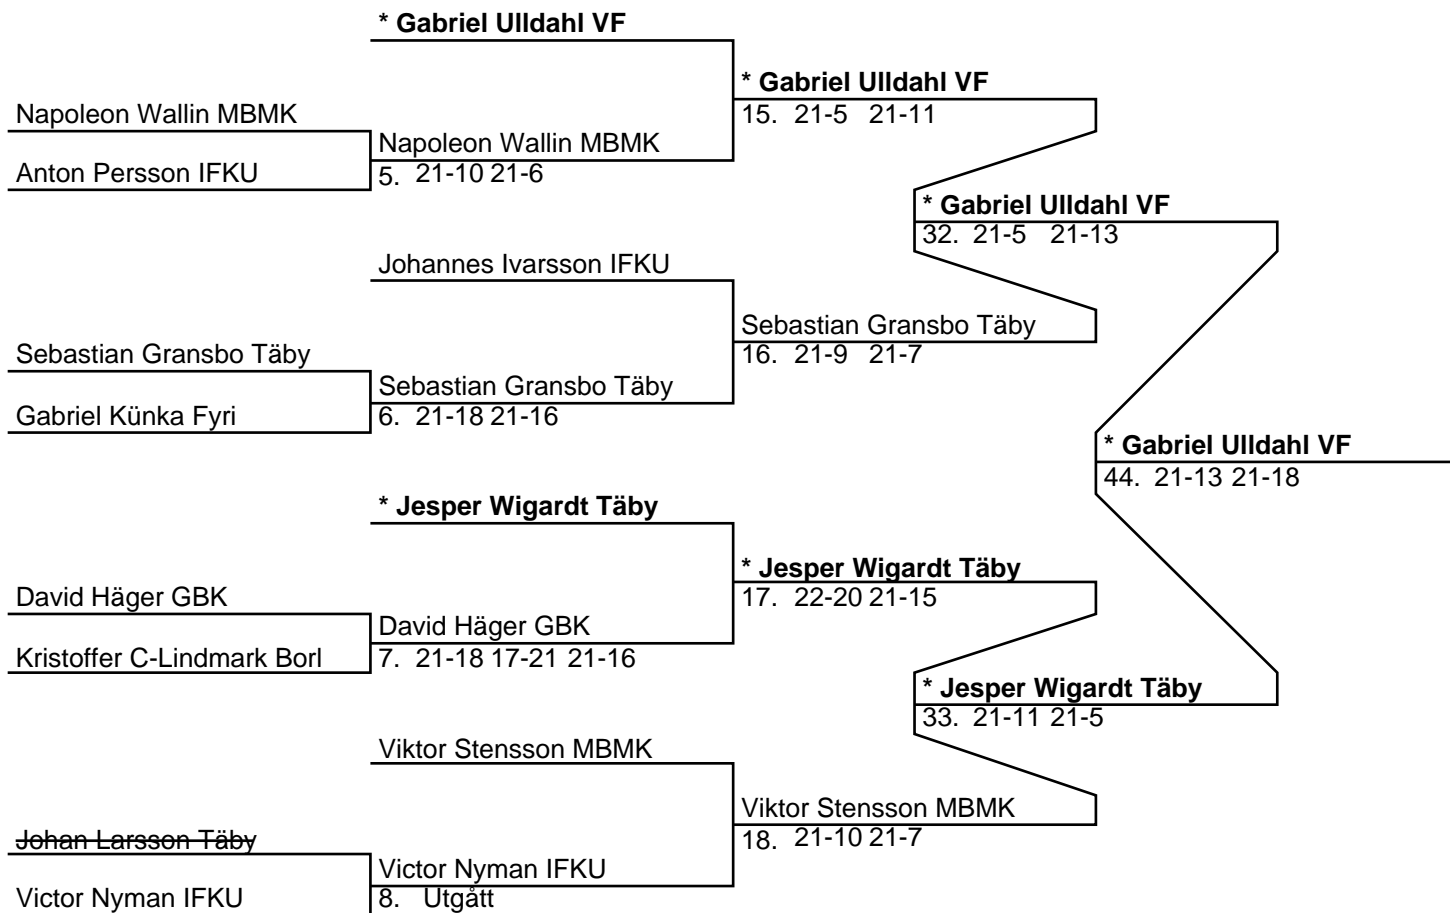 * Gabriel Ulldahl VF
* Gabriel Ulldahl VF
15. 21-5 21-11
Napoleon Wallin MBMK
Napoleon Wallin MBMK
Anton Persson IFKU
5. 21-10 21-6
* Gabriel Ulldahl VF
32. 21-5 21-13
Johannes Ivarsson IFKU
Sebastian Gransbo Täby
16. 21-9 21-7
Sebastian Gransbo Täby
Sebastian Gransbo Täby
Gabriel Künka Fyri
6. 21-18 21-16
* Gabriel Ulldahl VF
44. 21-13 21-18
* Jesper Wigardt Täby
* Jesper Wigardt Täby
17. 22-20 21-15
David Häger GBK
David Häger GBK
Kristoffer C-Lindmark Borl
7. 21-18 17-21 21-16
* Jesper Wigardt Täby
33. 21-11 21-5
Viktor Stensson MBMK
Viktor Stensson MBMK
18. 21-10 21-7
Johan Larsson Täby
Victor Nyman IFKU
Victor Nyman IFKU
8. Utgått